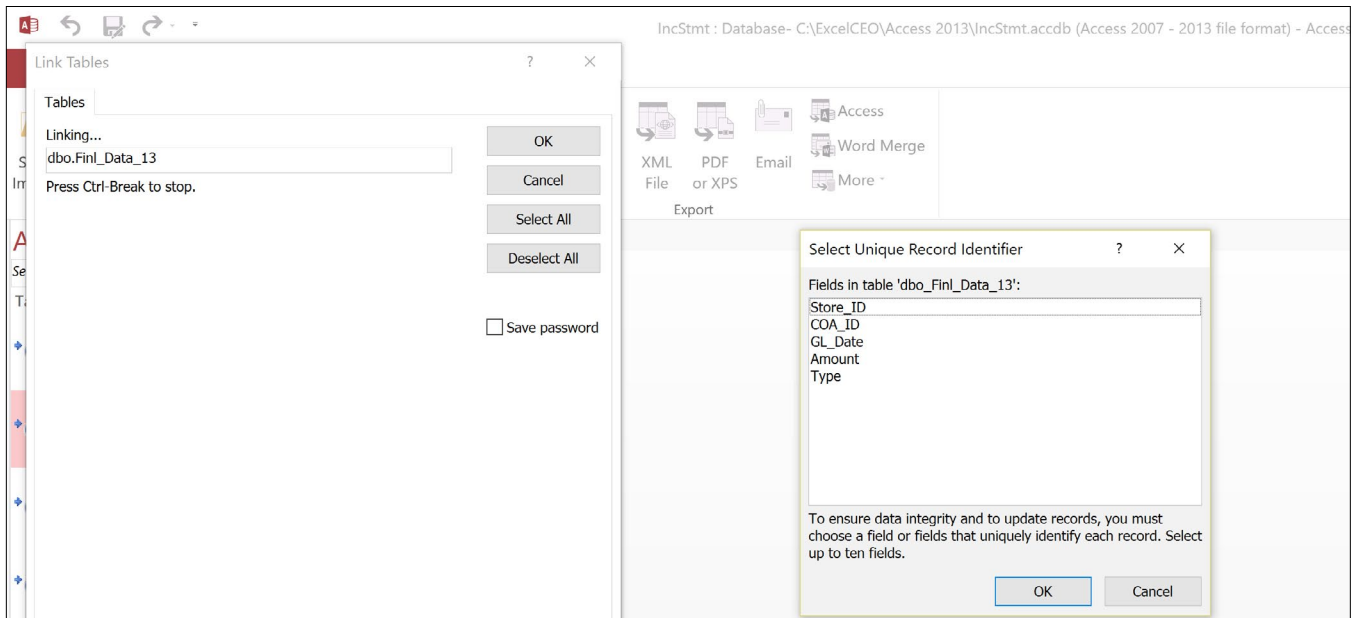 IncStmt : Database- C:\ExcelCEO\Access 2013\IncStmt.accdb (Access 2007 - 2013 file format) - Access
Link Tables
Tables
Linking...
dbo.Finl_Data_13
Press Ctrl-Break to stop.
OK
Cancel
Select All
Deselect All
Save password
XML File
PDF or XPS
Email
Access
Word Merge
More
Export
Select Unique Record Identifier
Fields in table 'dbo_Finl_Data_13':
Store_ID
COA_ID
GL_Date
Amount
Type
To ensure data integrity and to update records, you must
choose a field or fields that uniquely identify each record. Select
up to ten fields.
OK
Cancel